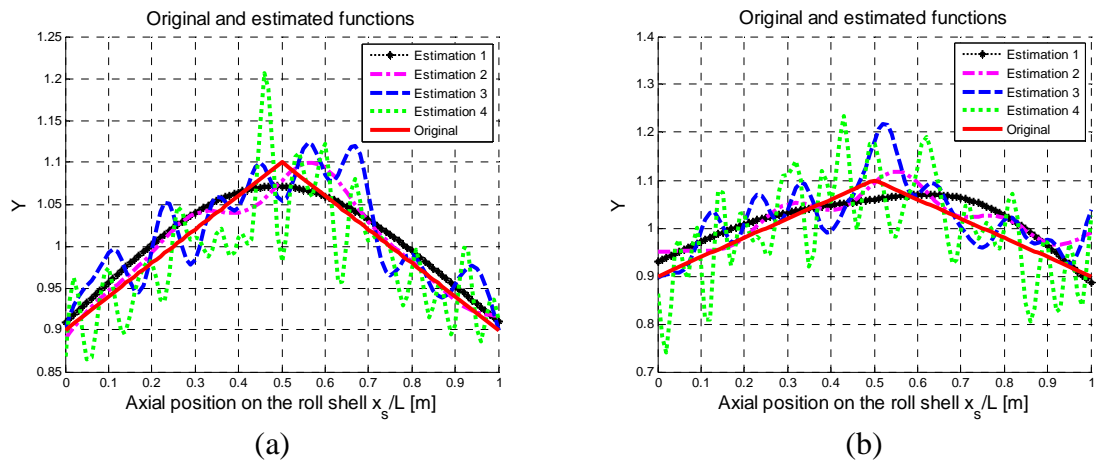 Original and estimated functions
1.25
1.2
1.15
1.1
1.05
1
0.95
0.9
0.85
Y
Estimation 1
Estimation 2
Estimation 3
Estimation 4
Original
0 0.1 0.2 0.3 0.4 0.5 0.6 0.7 0.8 0.9 1
Axial position on the roll shell x_s/L [m]
(a)
Original and estimated functions
1.4
1.3
1.2
1.1
1
0.9
0.8
0.7
Y
Estimation 1
Estimation 2
Estimation 3
Estimation 4
Original
0 0.1 0.2 0.3 0.4 0.5 0.6 0.7 0.8 0.9 1
Axial position on the roll shell x_s/L [m]
(b)